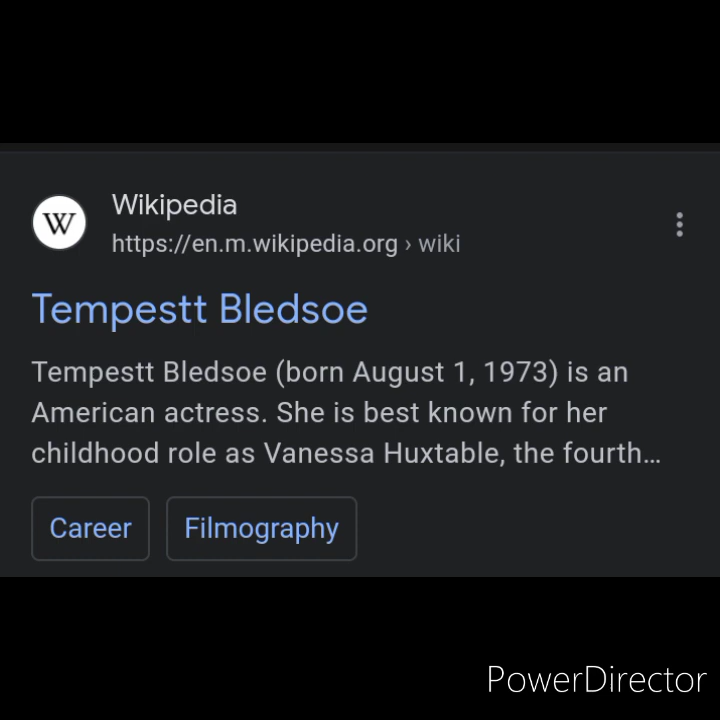 W
Wikipedia
https://en.m.wikipedia.org › wiki
Tempestt Bledsoe
Tempestt Bledsoe (born August 1, 1973) is an
American actress. She is best known for her
childhood role as Vanessa Huxtable, the fourth...
Career Filmography
PowerDirector